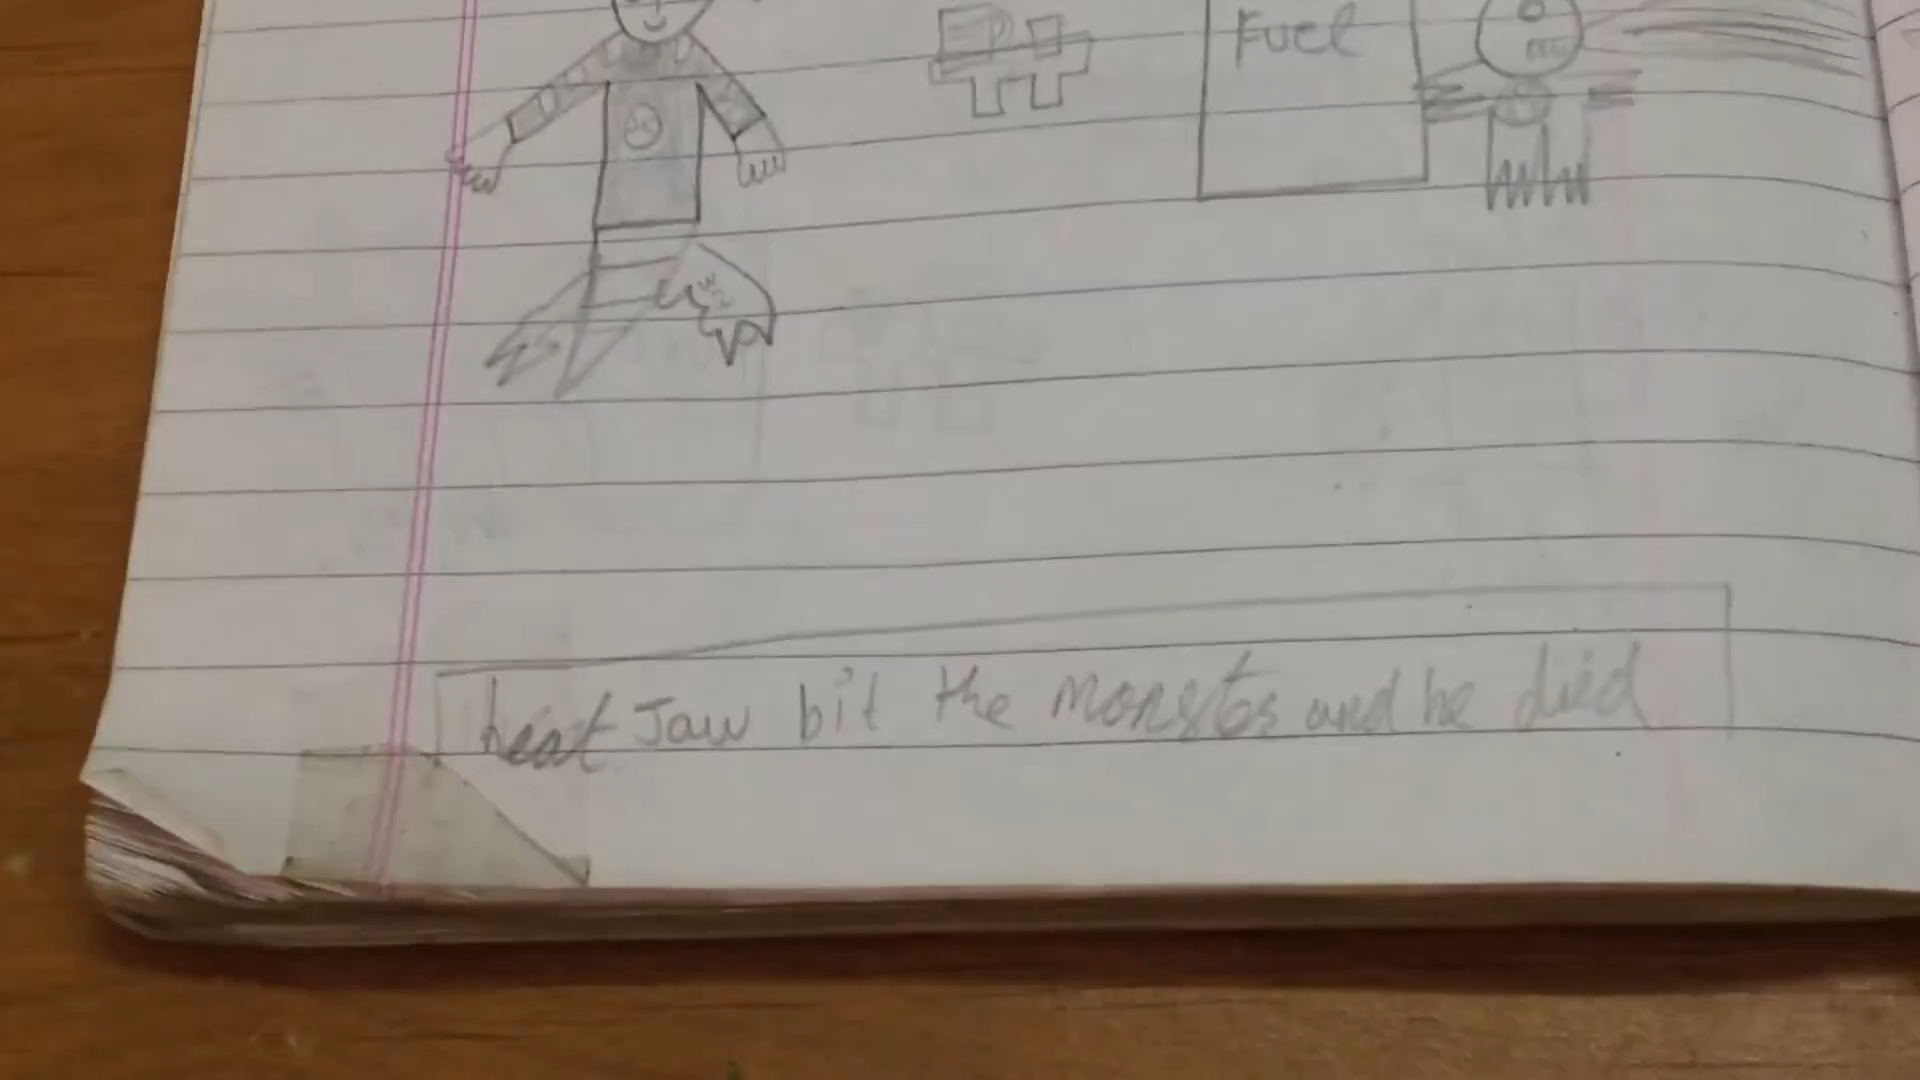 Fuel
heat Jaw bit the monsters and he died